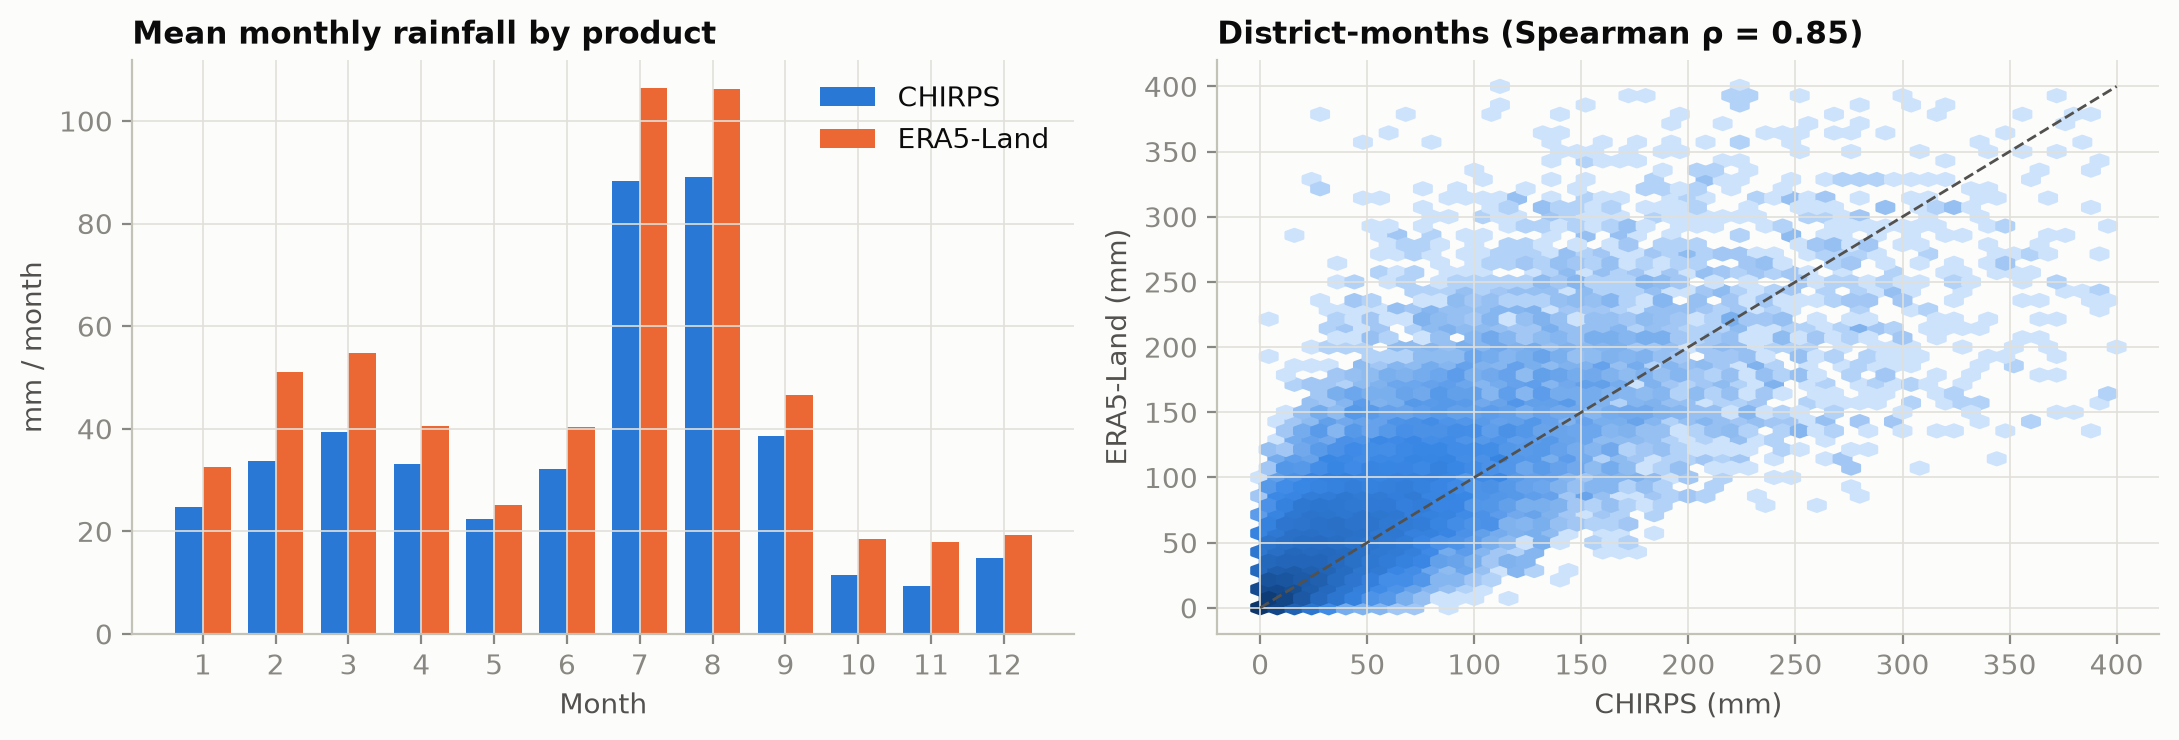 Mean monthly rainfall by product
CHIRPS
ERA5-Land
100
80
60
40
20
0
mm / month
1 2 3 4 5 6 7 8 9 10 11 12
Month
District-months (Spearman ρ = 0.85)
400
350
300
250
200
150
100
50
0
ERA5-Land (mm)
0 50 100 150 200 250 300 350 400
CHIRPS (mm)